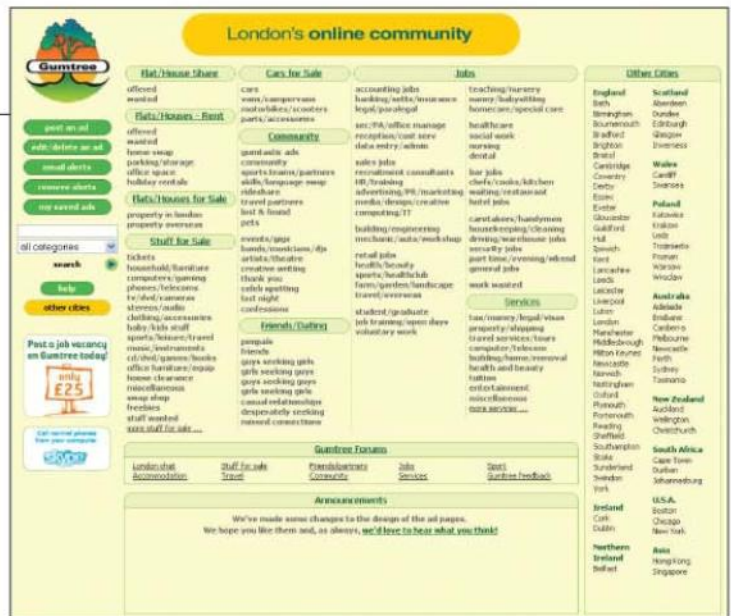 London's online community
Gumtree
post an ad
edit/delete an ad
email alerts
remove alerts
my saved ads
all categories
search
help
other cities
Post a job vacancy
on Gumtree today!
only
£25
Call normal phones
from your computer
skype
Flat/House Share
offered
wanted
Flats/Houses - Rent
offered
wanted
home swap
parking/storage
office space
holiday rentals
Flats/Houses for Sale
property in london
property overseas
Stuff for Sale
tickets
household/furniture
computers/gaming
phones/telecoms
tv/dvd/cameras
stereos/audio
clothing/accessories
baby/kids stuff
sports/leisure/travel
music/instruments
cd/dvd/games/books
office furniture/equip
house clearance
miscellaneous
swap shop
freebies
stuff wanted
more stuff for sale ...
Cars for Sale
cars
vans/campervans
motorbikes/scooters
parts/accessories
Community
gumtastic ads
community
sports teams/partners
skills/language swap
rideshare
travel partners
lost & found
pets
events/gigs
bands/musicians/djs
artists/theatre
creative writing
thank you
celeb spotting
last night
confessions
Friends/Dating
penpals
friends
guys seeking girls
girls seeking guys
guys seeking guys
girls seeking girls
casual relationships
desperately seeking
missed connections
Jobs
accounting jobs
banking/setts/insurance
legal/paralegal
sec/PA/office manage
reception/cust serv
data entry/admin
sales jobs
recruitment consultants
HR/training
advertising/PR/marketing
media/design/creative
computing/IT
building/engineering
mechanic/auto/workshop
retail jobs
health/beauty
sports/healthclub
farm/garden/landscape
travel/overseas
student/graduate
job training/open days
voluntary work
teaching/nursery
nanny/babysitting
homecare/special care
healthcare
social work
nursing
dental
bar jobs
chefs/cooks/kitchen
waiting/restaurant
hotel jobs
caretakers/handymen
housekeeping/cleaning
driving/warehouse jobs
security jobs
part time/evening/wkend
general jobs
work wanted
Services
tax/money/legal/visas
property/shipping
travel services/tours
computer/telecom
building/home/removal
health and beauty
tuition
entertainment
miscellaneous
more services ...
Gumtree Forums
London chat
Stuff for sale
Friends/partners
Jobs
Sport
Accommodation
Travel
Community
Services
Gumtree feedback
Announcements
We've made some changes to the design of the ad pages.
We hope you like them and, as always, we'd love to hear what you think!
Other Cities
England
Bath
Birmingham
Bournemouth
Bradford
Brighton
Bristol
Cambridge
Coventry
Derby
Essex
Exeter
Gloucester
Guildford
Hull
Ipswich
Kent
Lancashire
Leeds
Leicester
Liverpool
Luton
London
Manchester
Middlesbrough
Milton Keynes
Newcastle
Norwich
Nottingham
Oxford
Plymouth
Portsmouth
Reading
Sheffield
Southampton
Stoke
Sunderland
Swindon
York
Ireland
Cork
Dublin
Northern
Ireland
Belfast
Scotland
Aberdeen
Dundee
Edinburgh
Glasgow
Inverness
Wales
Cardiff
Swansea
Poland
Katowice
Krakow
Lodz
Trojmiasto
Poznan
Warsaw
Wroclaw
Australia
Adelaide
Brisbane
Canberra
Melbourne
Newcastle
Perth
Sydney
Tasmania
New Zealand
Auckland
Wellington
Christchurch
South Africa
Cape Town
Durban
Johannesburg
U.S.A.
Boston
Chicago
New York
Asia
Hong Kong
Singapore